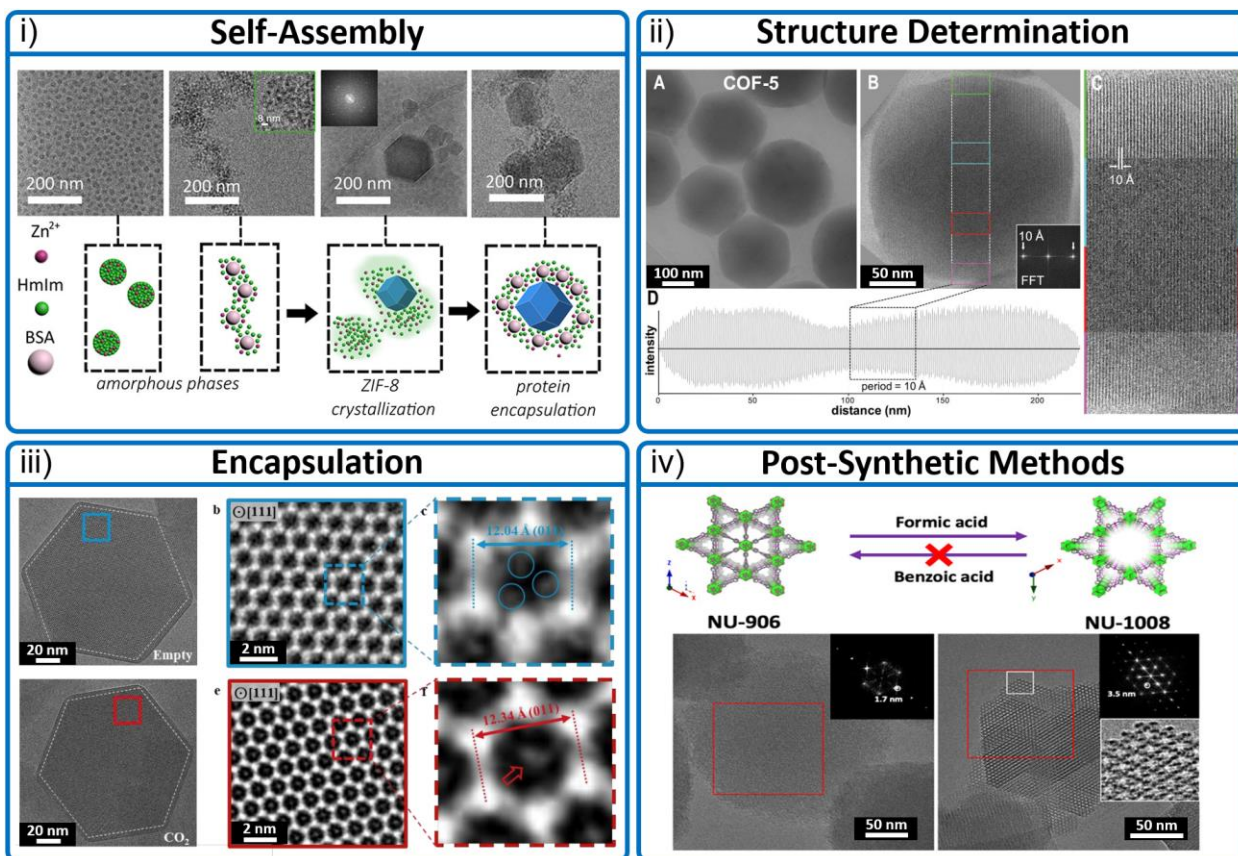 i)
Self-Assembly
8 nm
200 nm
200 nm
200 nm
200 nm
Zn²⁺
HmIm
BSA
amorphous phases
ZIF-8
crystallization
protein
encapsulation
ii)
Structure Determination
A
COF-5
100 nm
B
50 nm
10 Å
FFT
C
10 Å
D
intensity
period = 10 Å
0
50
100
150
200
distance (nm)
iii)
Encapsulation
20 nm
Empty
b
⊙[111]
2 nm
c
12.04 Å (011)
20 nm
CO₂
e
⊙[111]
2 nm
f
12.34 Å (011)
iv)
Post-Synthetic Methods
Formic acid
Benzoic acid
z
x
x
y
NU-906
NU-1008
1.7 nm
50 nm
3.5 nm
50 nm